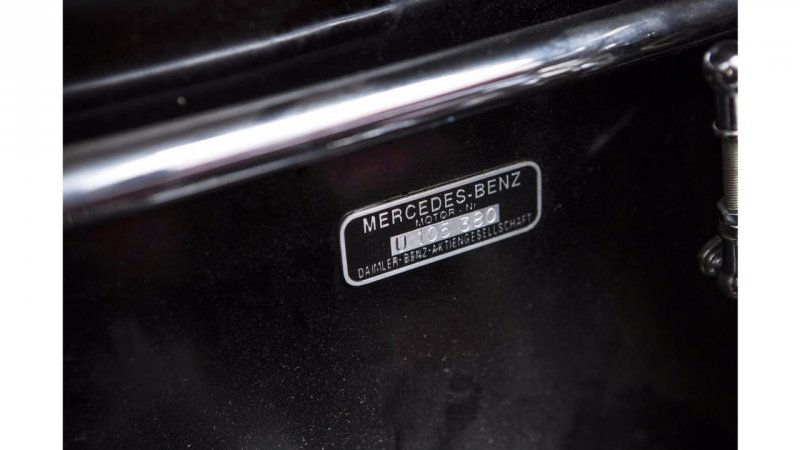 MERCEDES-BENZ
MOTOR-Nr
U 105 380
DAIMLER-BENZ-AKTIENGESELLSCHAFT